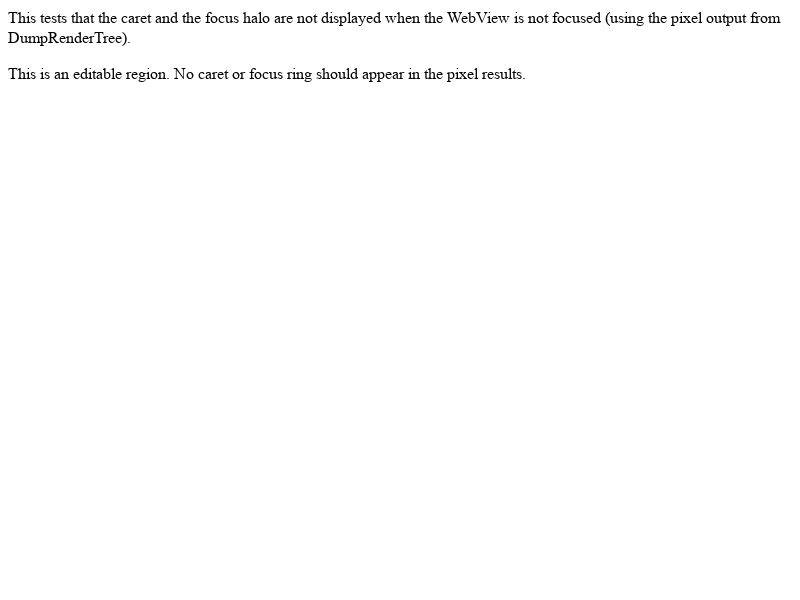 This tests that the caret and the focus halo are not displayed when the WebView is not focused (using the pixel output from
DumpRenderTree).
This is an editable region. No caret or focus ring should appear in the pixel results.